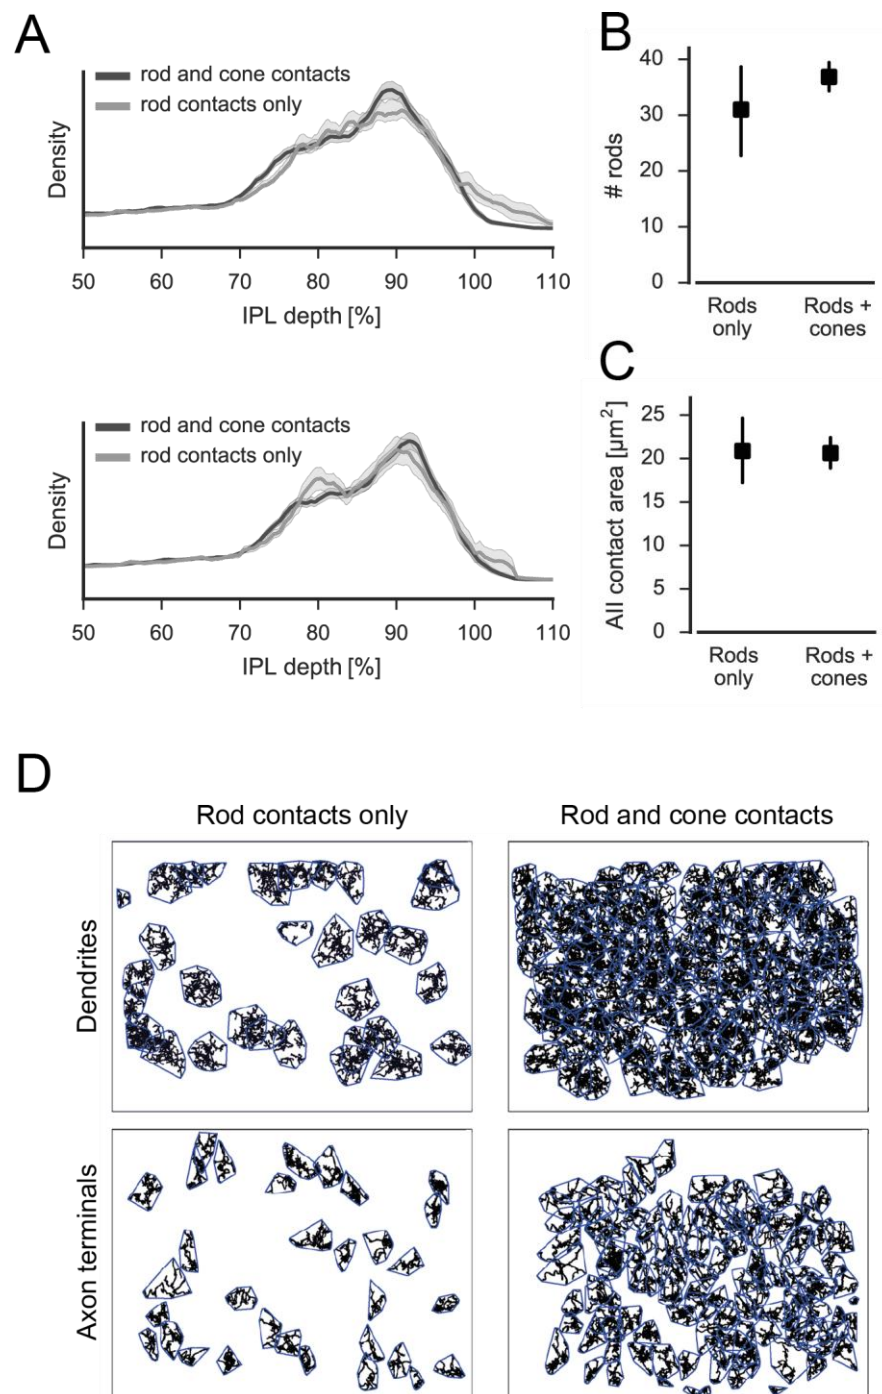 A
rod and cone contacts
rod contacts only
Density
50 60 70 80 90 100 110
IPL depth [%]
rod and cone contacts
rod contacts only
Density
50 60 70 80 90 100 110
IPL depth [%]
B
40
30
20
10
0
# rods
Rods only
Rods + cones
C
25
20
15
10
5
0
All contact area [µm²]
Rods only
Rods + cones
D
Rod contacts only
Rod and cone contacts
Dendrites
Axon terminals